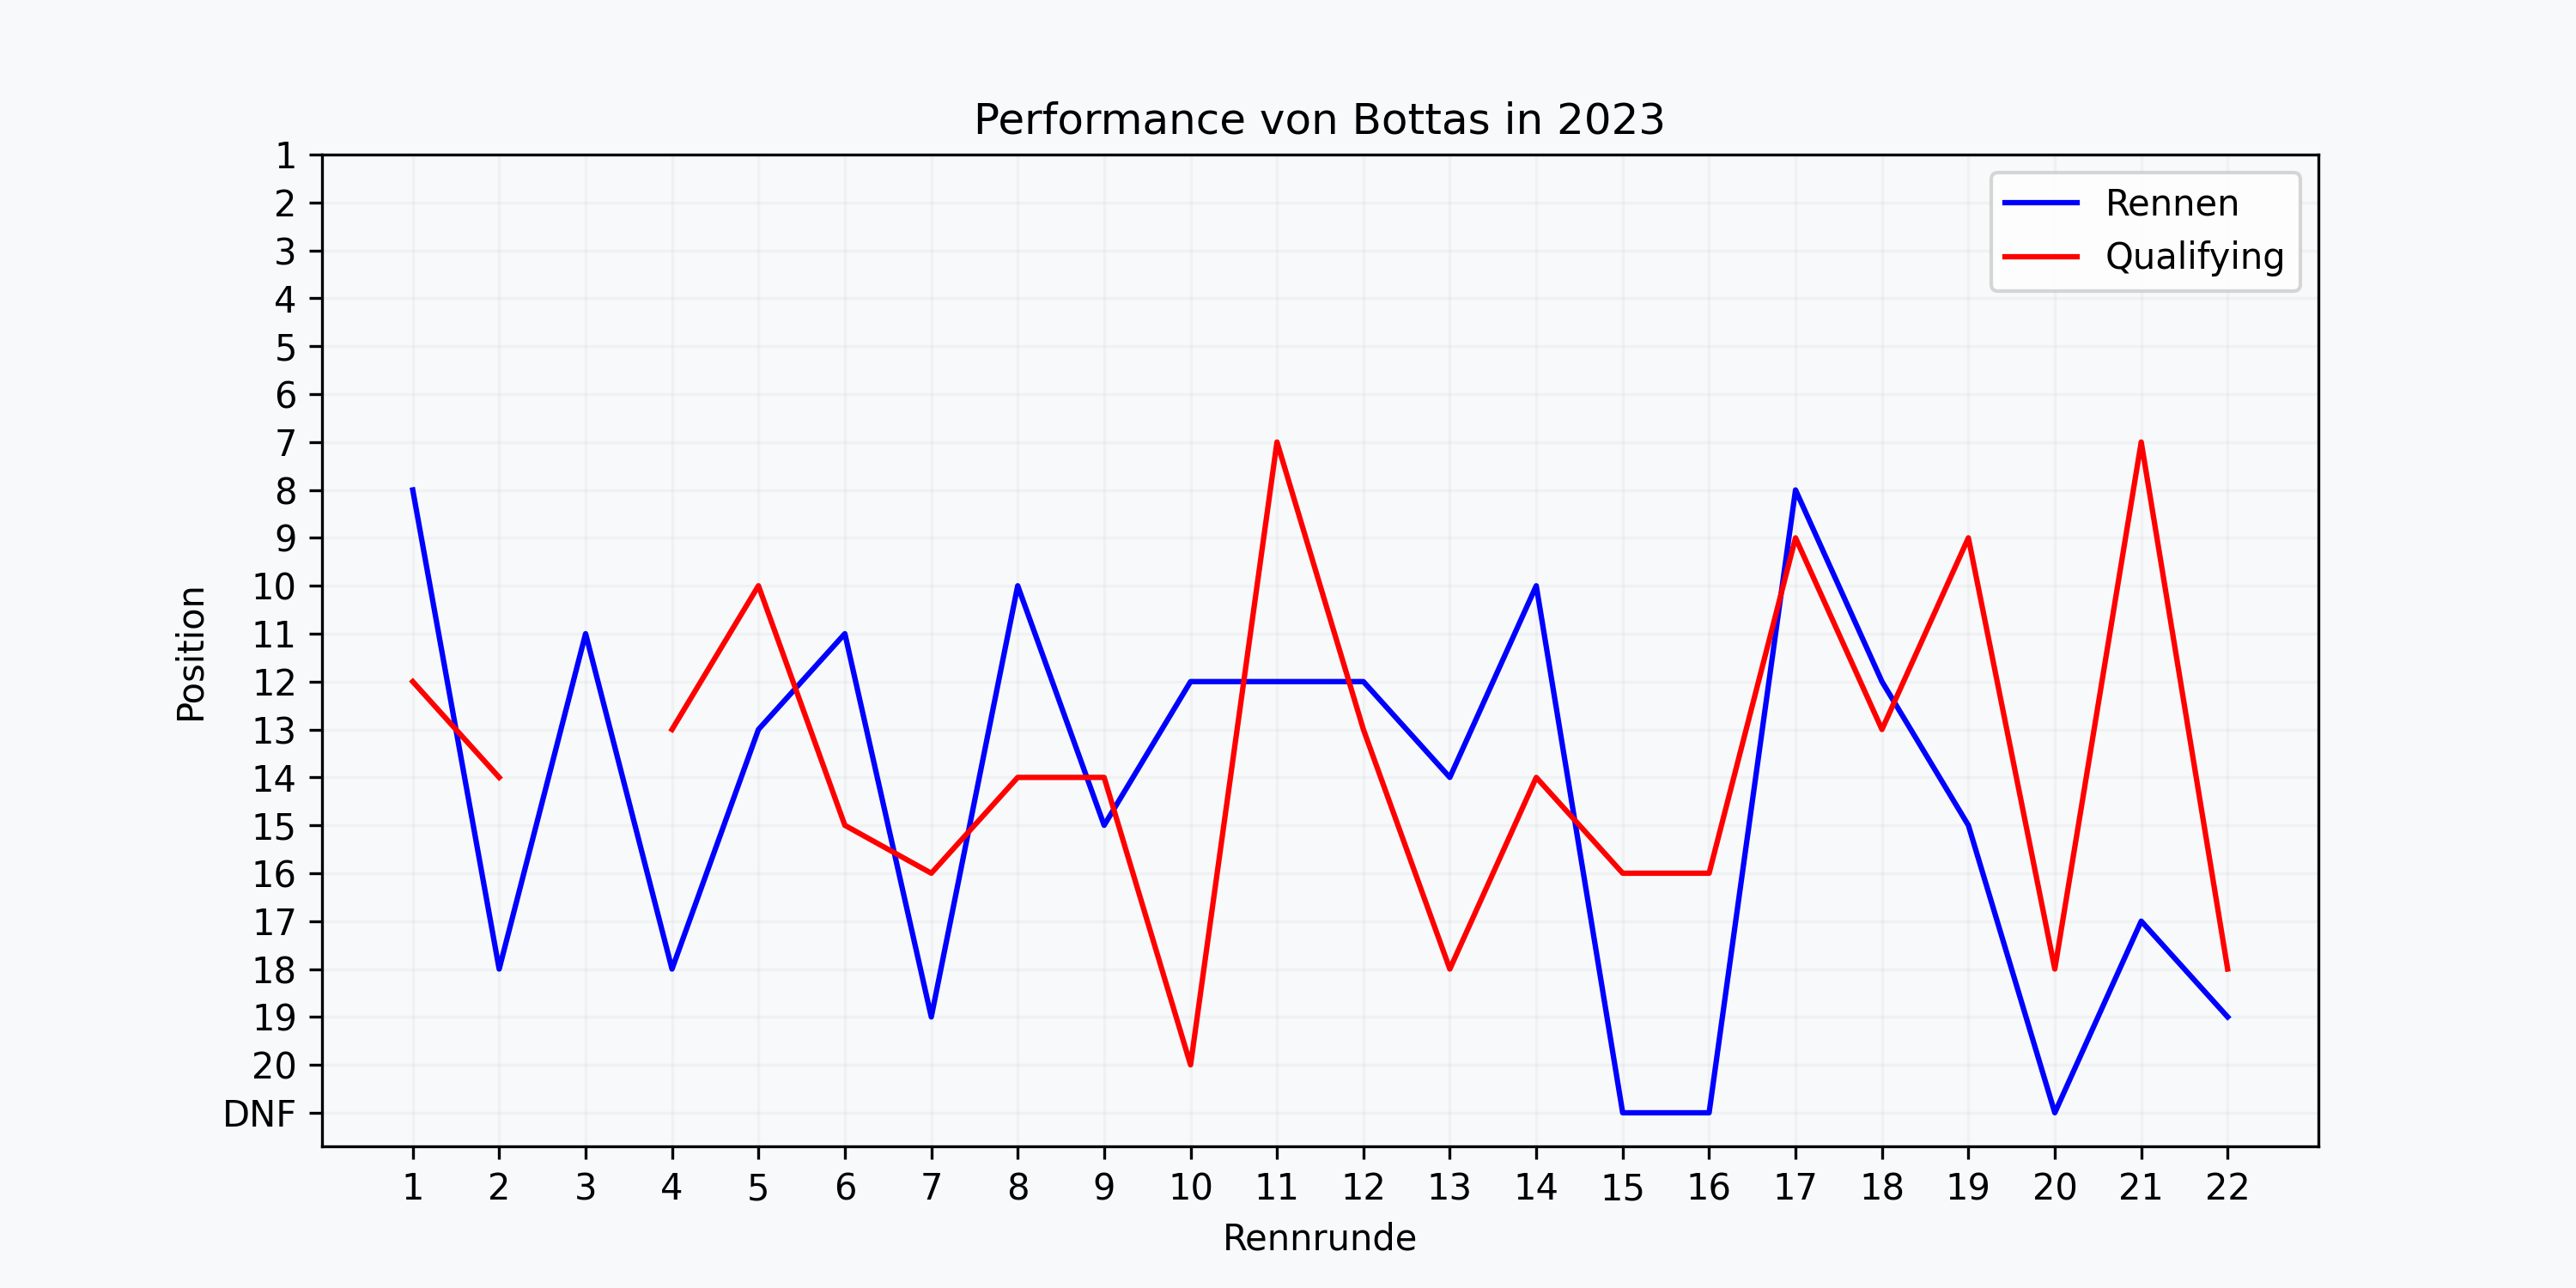 Performance von Bottas in 2023
Rennen
Qualifying
Position
1
2
3
4
5
6
7
8
9
10
11
12
13
14
15
16
17
18
19
20
DNF
1 2 3 4 5 6 7 8 9 10 11 12 13 14 15 16 17 18 19 20 21 22
Rennrunde